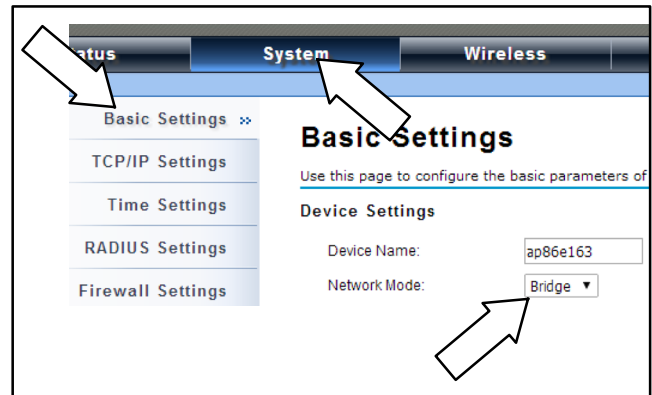 System
Wireless
Basic Settings »
TCP/IP Settings
Time Settings
RADIUS Settings
Firewall Settings
Basic Settings
Use this page to configure the basic parameters of
Device Settings
Device Name: ap86e163
Network Mode: Bridge ▼